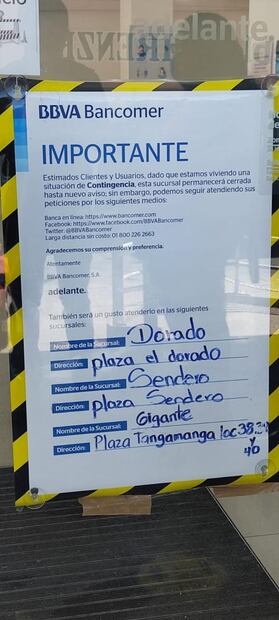 adelante
BBVA Bancomer
IMPORTANTE
Estimados Clientes y Usuarios, dado que estamos viviendo una
situación de Contingencia, esta sucursal permanecerá cerrada
hasta nuevo aviso; sin embargo, podemos seguir atendiendo sus
peticiones por los siguientes medios:
Banca en línea: https://www.bancomer.com
Facebook: https://www.facebook.com/BBVABancomer
Twitter: @BBVABancomer
Larga distancia sin costo: 01 800 226 2663
Agradecemos su comprensión y preferencia.
Atentamente
BBVA Bancomer, S.A.
adelante.
También será un gusto atenderlo en las siguientes
sucursales:
Nombre de la Sucursal: Dorado
Dirección: plaza el dorado
Nombre de la Sucursal: Sendero
Dirección: plaza Sendero
Nombre de la Sucursal: Gigante
Dirección: Plaza Tangamanga loc 38,39
y
40